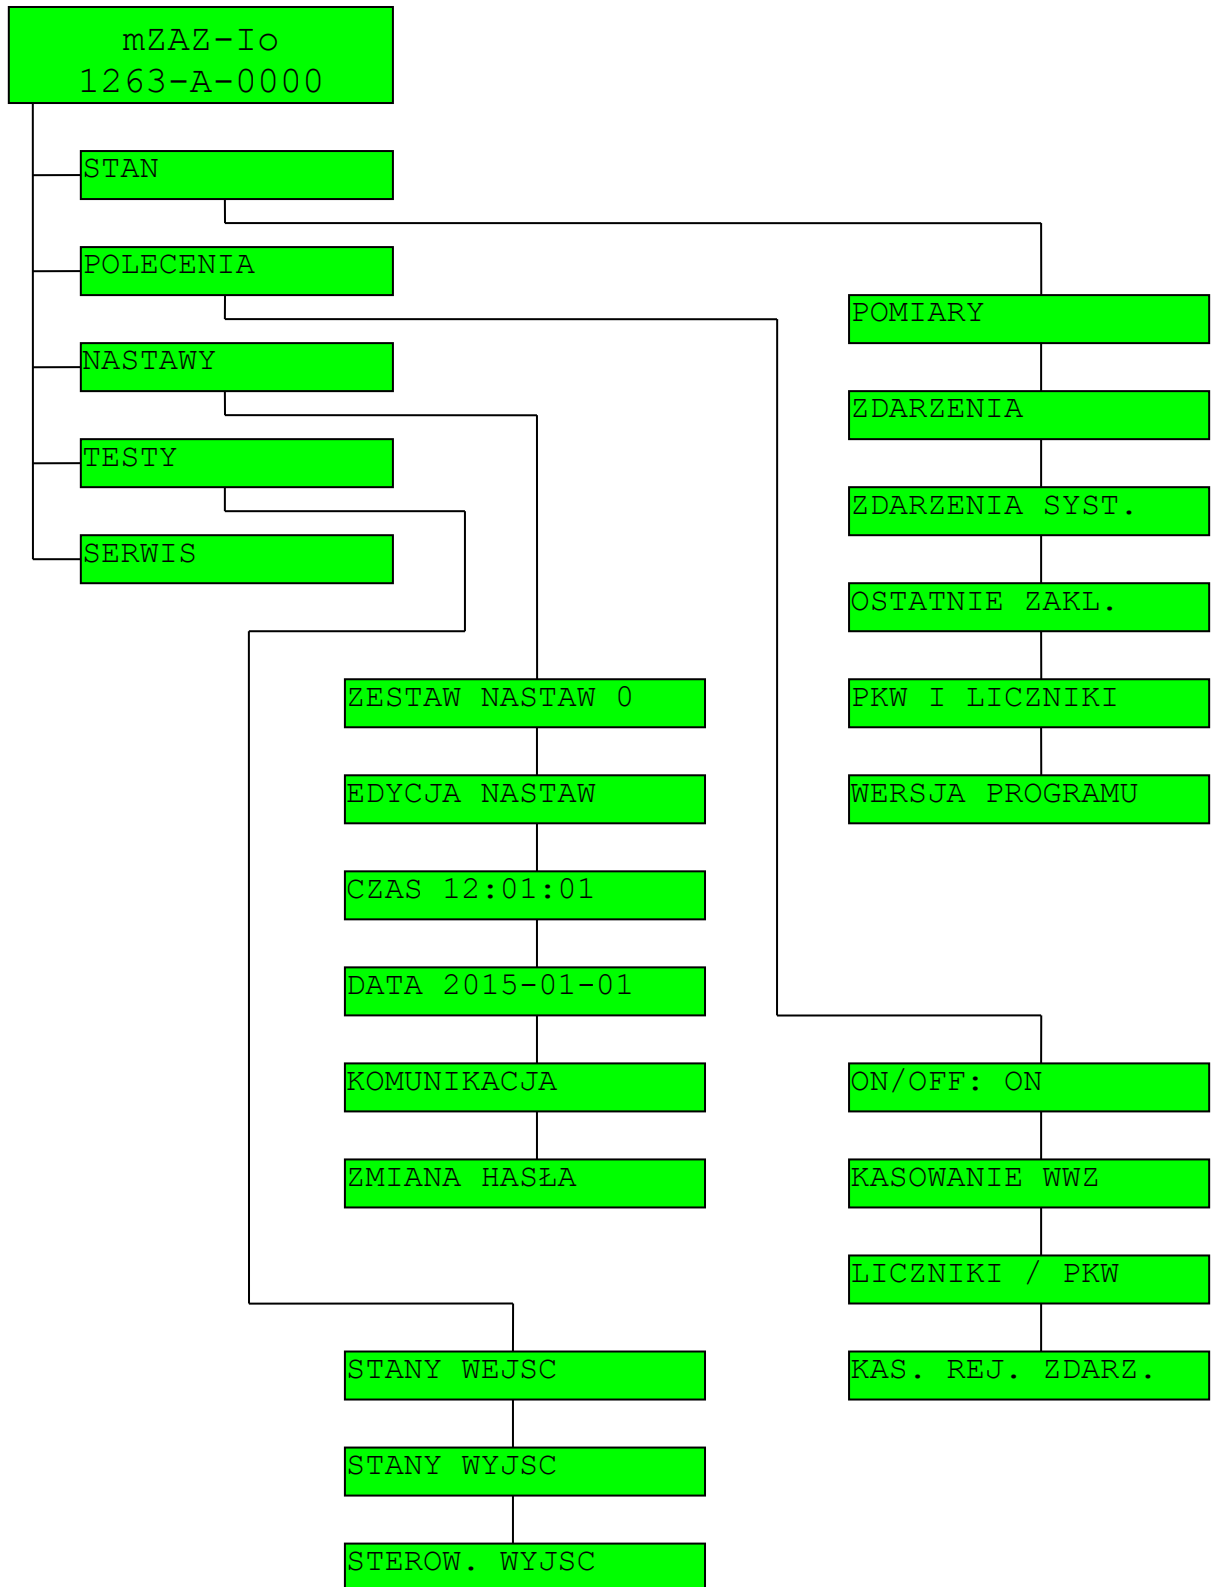 mZAZ-Io
1263-A-0000
STAN
POLECENIA
NASTAWY
TESTY
SERWIS
POMIARY
ZDARZENIA
ZDARZENIA SYST.
OSTATNIE ZAKL.
PKW I LICZNIKI
WERSJA PROGRAMU
ZESTAW NASTAW 0
EDYCJA NASTAW
CZAS 12:01:01
DATA 2015-01-01
KOMUNIKACJA
ZMIANA HASŁA
ON/OFF: ON
KASOWANIE WWZ
LICZNIKI / PKW
KAS. REJ. ZDARZ.
STANY WEJSC
STANY WYJSC
STEROW. WYJSC